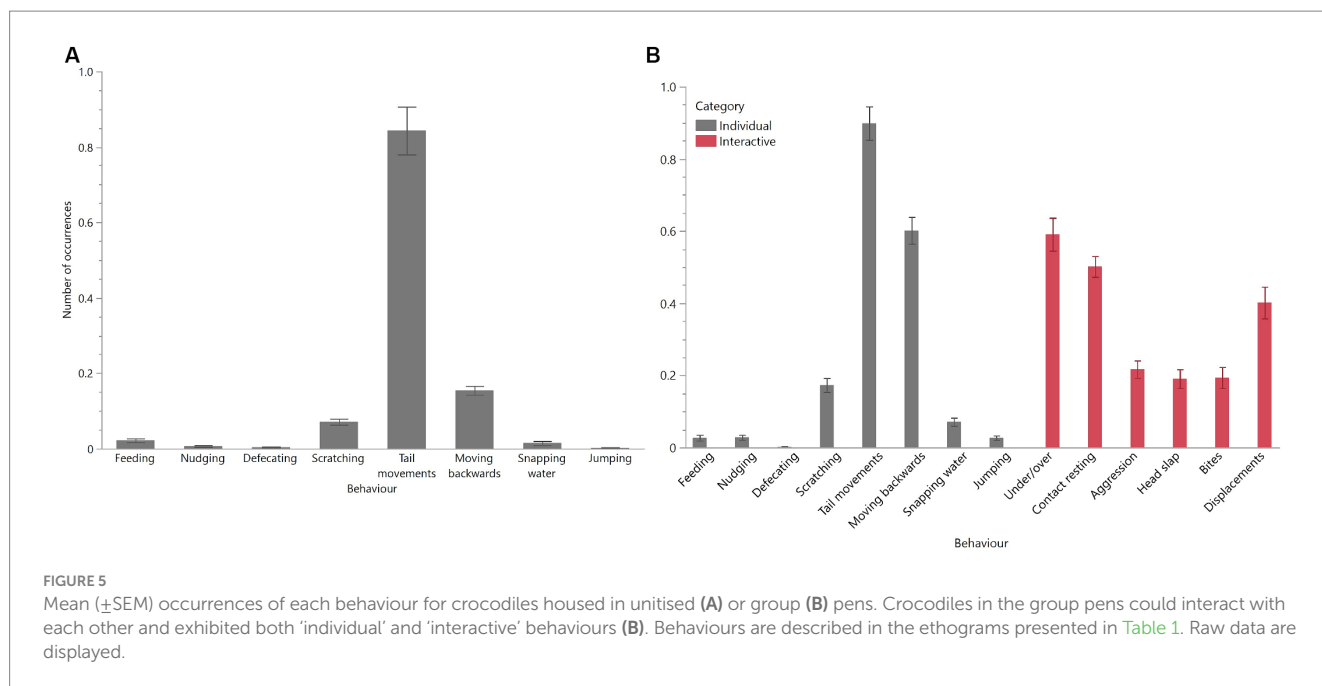 A
1.0
0.8
0.6
0.4
0.2
0
Number of occurrences
Feeding
Nudging
Defecating
Scratching
Tail
movements
Moving
backwards
Snapping
water
Jumping
Behaviour
B
1.0
0.8
0.6
0.4
0.2
0
Category
Individual
Interactive
Feeding
Nudging
Defecating
Scratching
Tail movements
Moving backwards
Snapping water
Jumping
Under/over
Contact resting
Aggression
Head slap
Bites
Displacements
Behaviour
FIGURE 5
Mean (±SEM) occurrences of each behaviour for crocodiles housed in unitised (A) or group (B) pens. Crocodiles in the group pens could interact with
each other and exhibited both ‘individual’ and ‘interactive’ behaviours (B). Behaviours are described in the ethograms presented in Table 1. Raw data are
displayed.